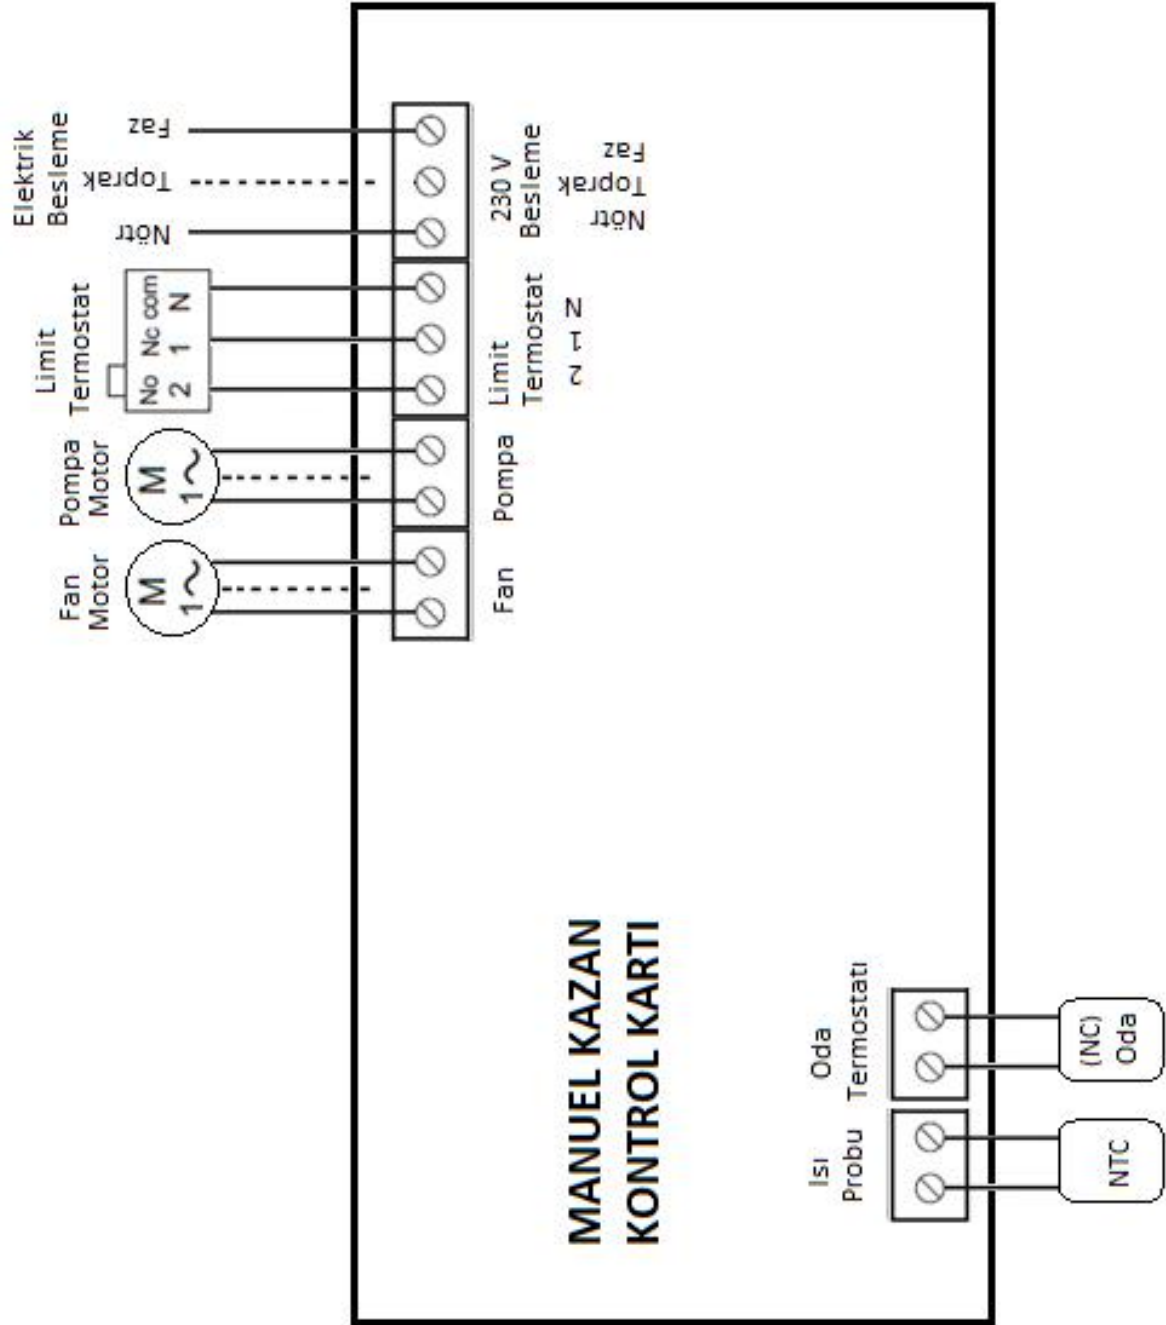 Fan
Motor
Pompa
Motor
Limit
Termostat
Elektrik
Besleme
M
1~
M
1~
No Nc com
2 1 N
Nötr
Toprak
Faz
Fan
Pompa
Limit
Termostat
2 1 N
230 V
Besleme
Nötr
Toprak
Faz
MANUEL KAZAN
KONTROL KARTI
Isı
Probu
Oda
Termostatı
NTC
(NC)
Oda